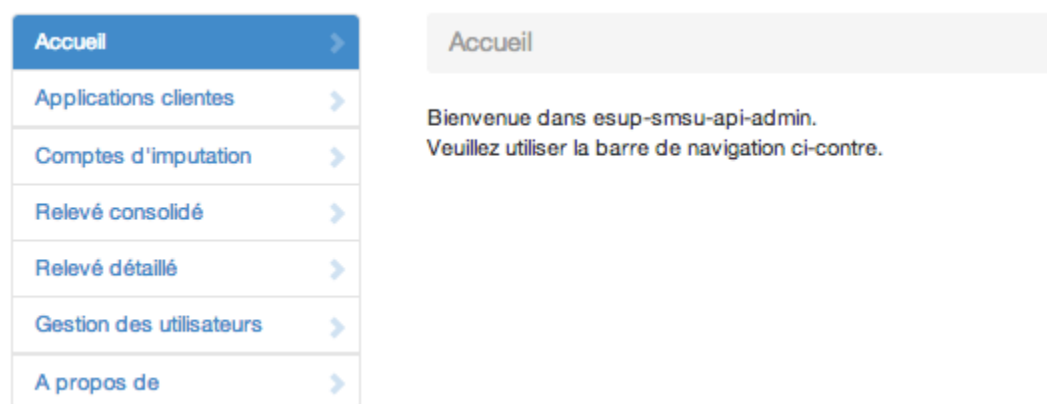 Accueil
Applications clientes
Comptes d'imputation
Relevé consolidé
Relevé détaillé
Gestion des utilisateurs
A propos de
Accueil
Bienvenue dans esup-smsu-api-admin.
Veuillez utiliser la barre de navigation ci-contre.